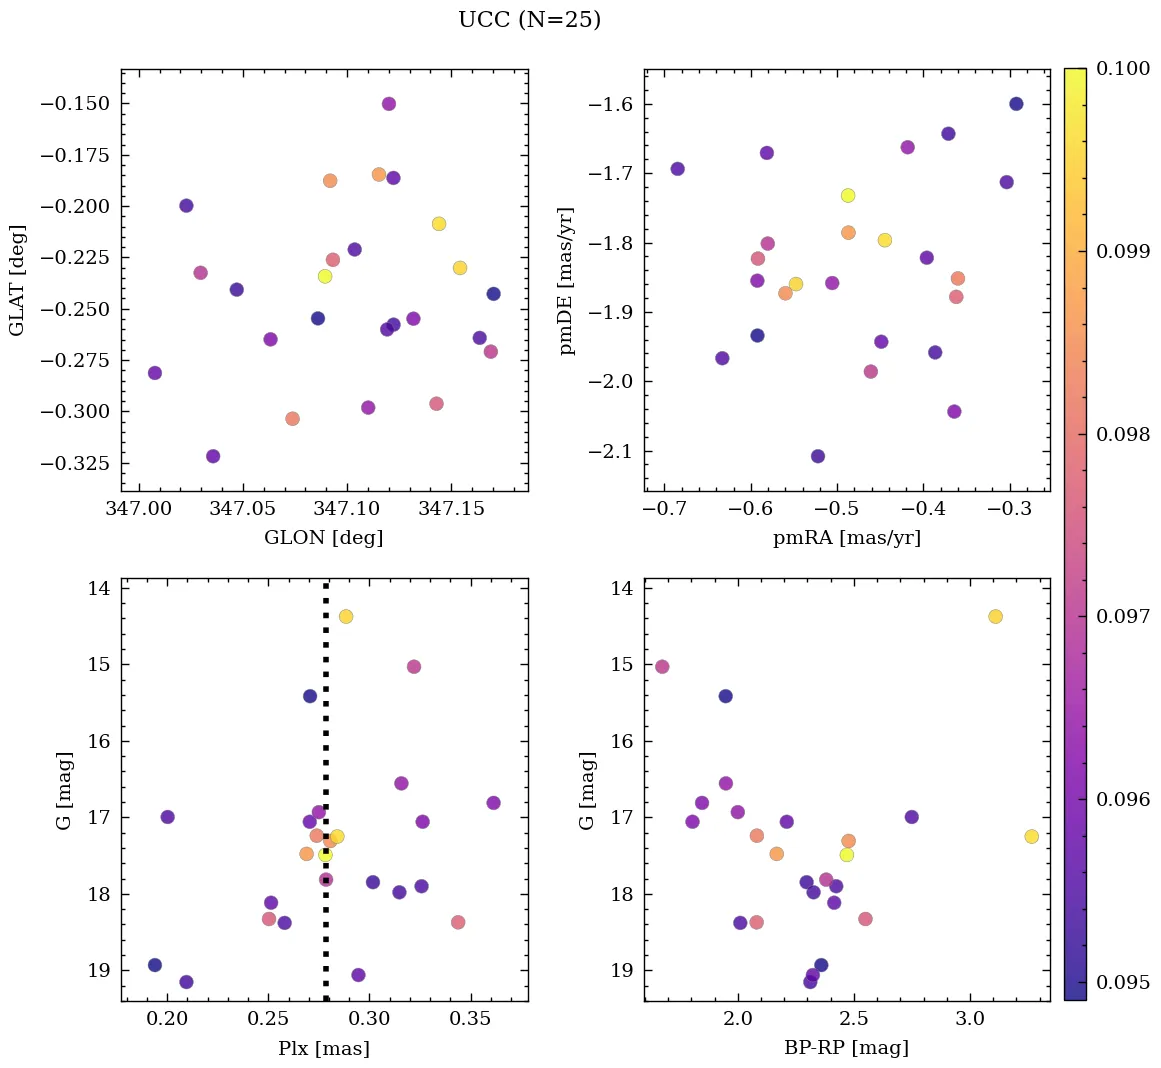 UCC (N=25)
−0.150
−0.175
−0.200
−0.225
−0.250
−0.275
−0.300
−0.325
GLAT [deg]
347.00 347.05 347.10 347.15
GLON [deg]
−1.6
−1.7
−1.8
−1.9
−2.0
−2.1
pmDE [mas/yr]
−0.7 −0.6 −0.5 −0.4 −0.3
pmRA [mas/yr]
14
15
16
17
18
19
G [mag]
0.20 0.25 0.30 0.35
Plx [mas]
14
15
16
17
18
19
G [mag]
2.0 2.5 3.0
BP-RP [mag]
0.100
0.099
0.098
0.097
0.096
0.095